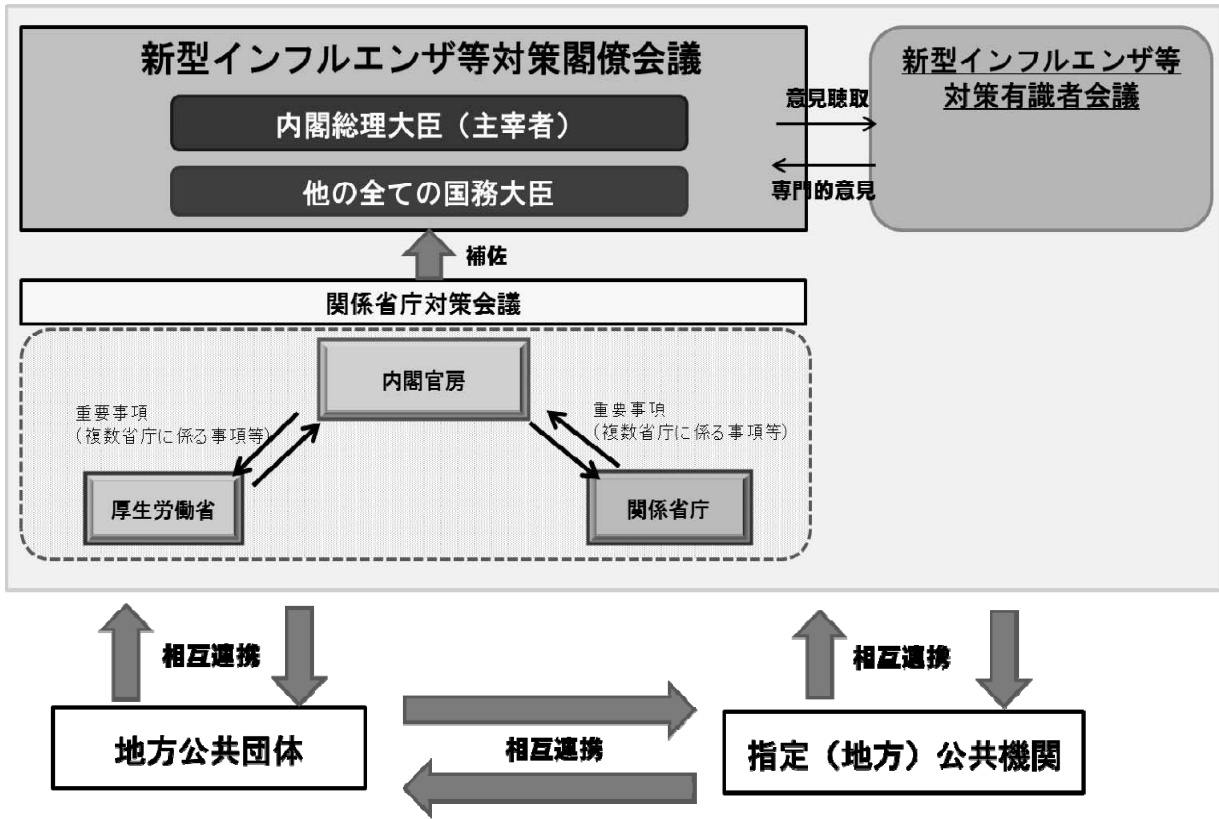 新型インフルエンザ等対策閣僚会議
内閣総理大臣（主宰者）
他の全ての国務大臣
意見聴取
専門的意見
新型インフルエンザ等
対策有識者会議
補佐
関係省庁対策会議
内閣官房
重要事項
(複数省庁に係る事項等)
重要事項
(複数省庁に係る事項等)
厚生労働省
関係省庁
相互連携
相互連携
地方公共団体
相互連携
指定（地方）公共機関